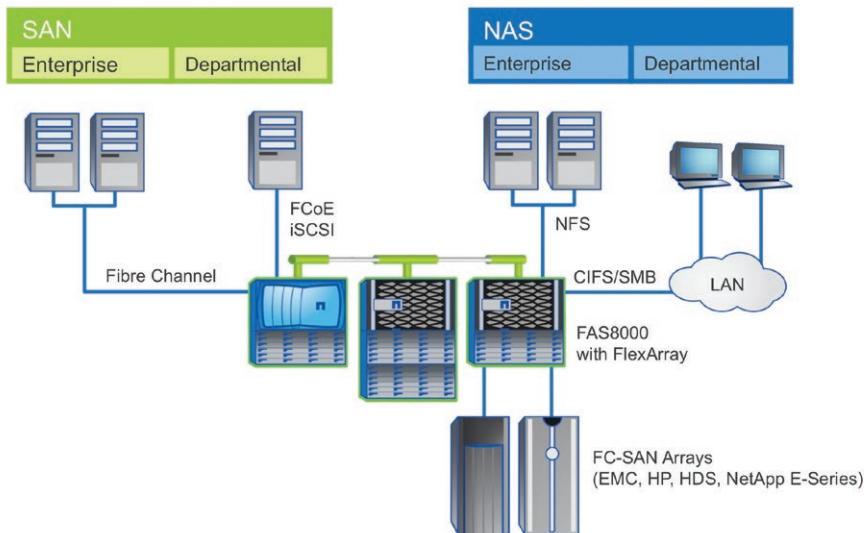 SAN
Enterprise
Departmental
NAS
Enterprise
Departmental
FCoE
iSCSI
NFS
Fibre Channel
CIFS/SMB
LAN
FAS8000
with FlexArray
FC-SAN Arrays
(EMC, HP, HDS, NetApp E-Series)